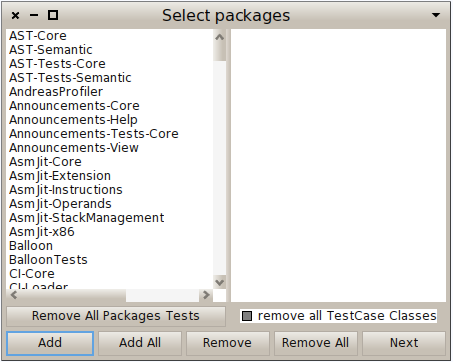 Select packages
AST-Core
AST-Semantic
AST-Tests-Core
AST-Tests-Semantic
AndreasProfiler
Announcements-Core
Announcements-Help
Announcements-Tests-Core
Announcements-View
AsmJit-Core
AsmJit-Extension
AsmJit-Instructions
AsmJit-Operands
AsmJit-StackManagement
AsmJit-x86
Balloon
BalloonTests
CI-Core
CI-Loader
Remove All Packages Tests
remove all TestCase Classes
Add
Add All
Remove
Remove All
Next